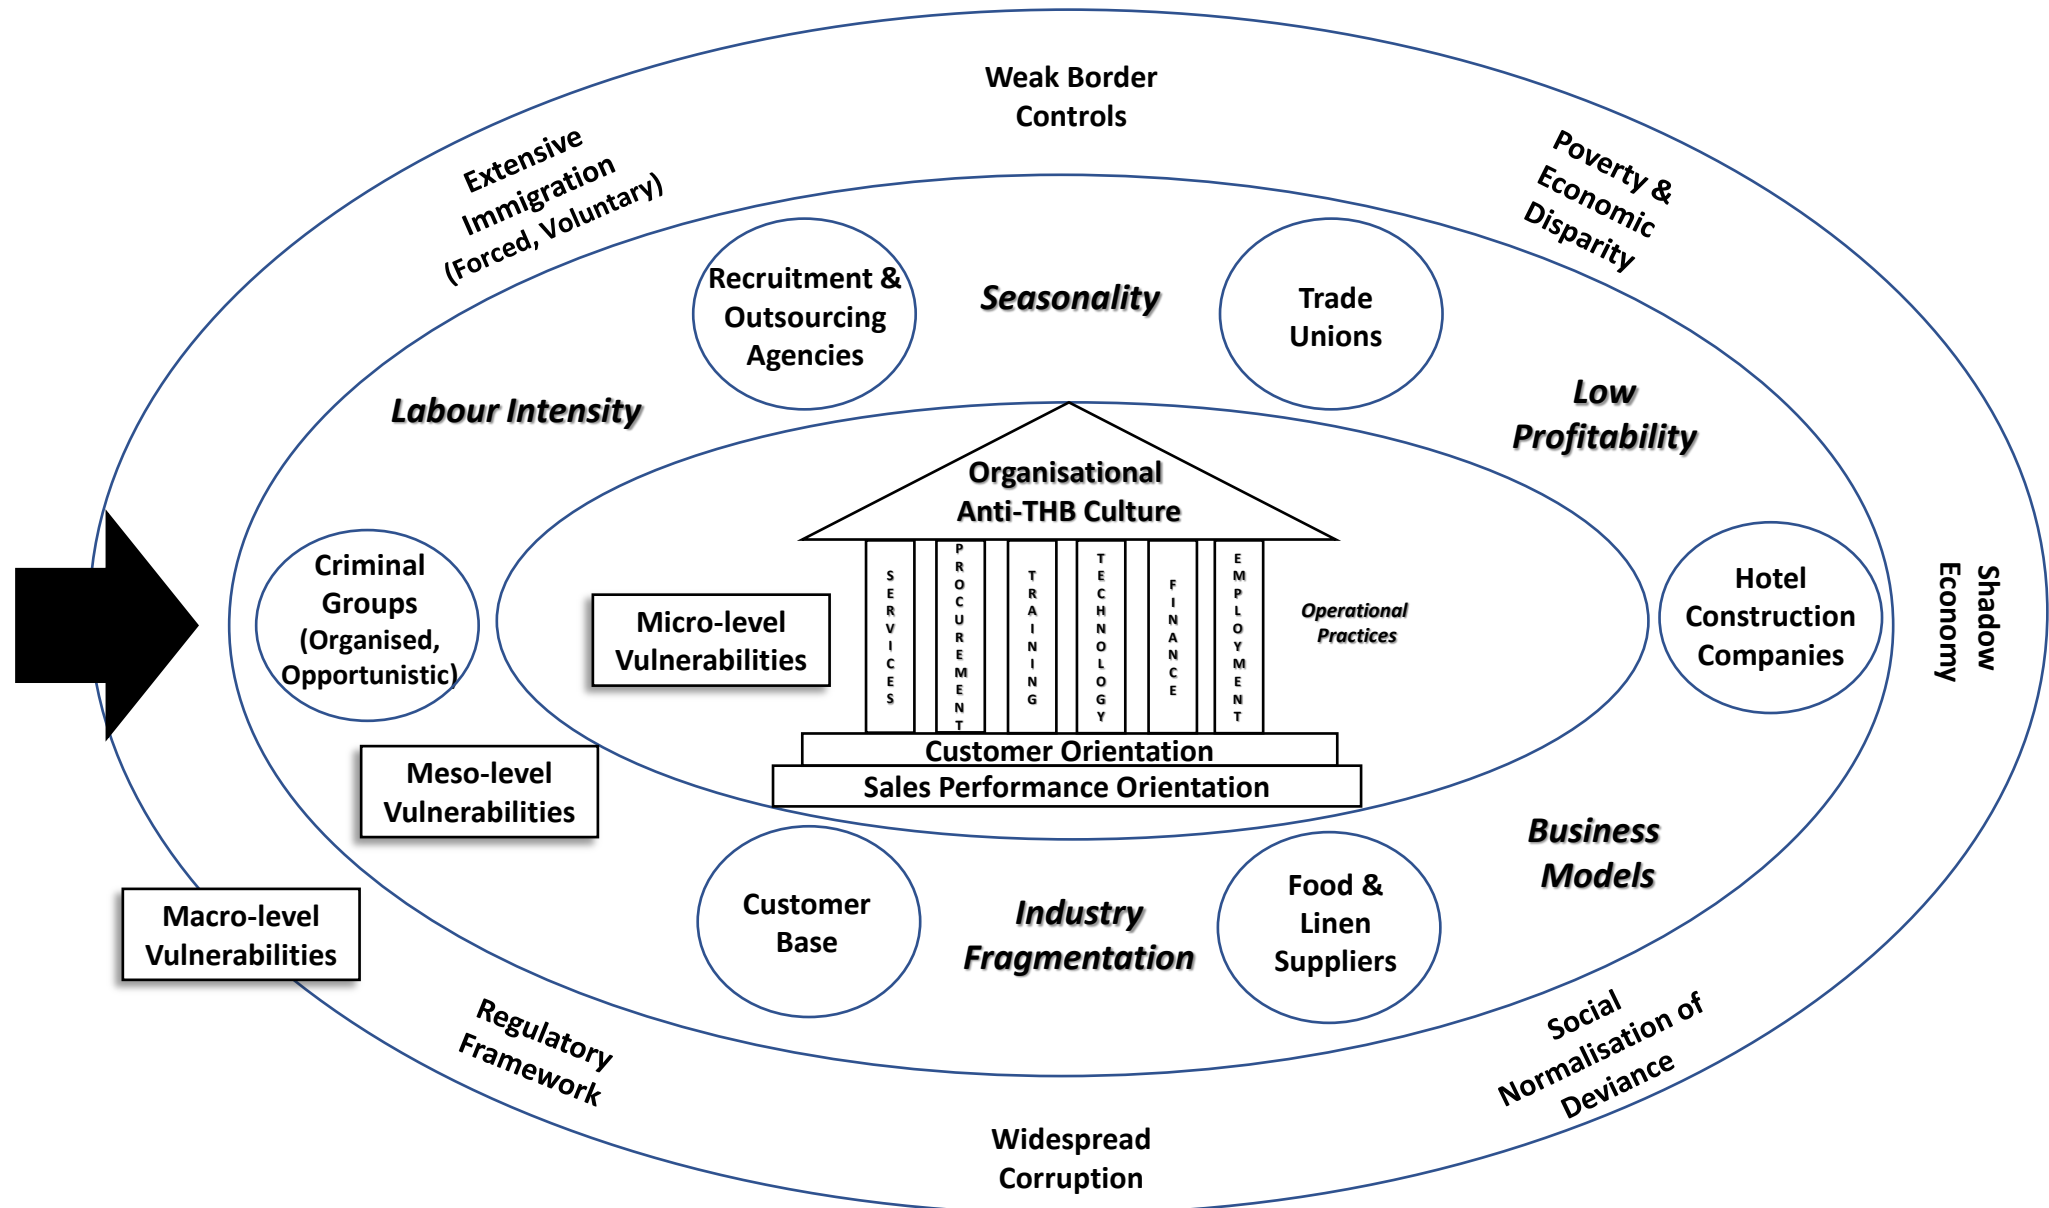 Weak Border
Controls
Extensive
Immigration
(Forced, Voluntary)
Poverty &
Economic
Disparity
Recruitment &
Outsourcing
Agencies
Seasonality
Trade
Unions
Labour Intensity
Low
Profitability
Organisational
Anti-THB Culture
Criminal
Groups
(Organised,
Opportunistic)
Micro-level
Vulnerabilities
SERVICES
PROCUREMENT
TRAINING
TECHNOLOGY
FINANCE
EMPLOYMENT
Operational
Practices
Hotel
Construction
Companies
Shadow
Economy
Customer Orientation
Sales Performance Orientation
Meso-level
Vulnerabilities
Business
Models
Customer
Base
Industry
Fragmentation
Food &
Linen
Suppliers
Macro-level
Vulnerabilities
Regulatory
Framework
Social
Normalisation of
Deviance
Widespread
Corruption